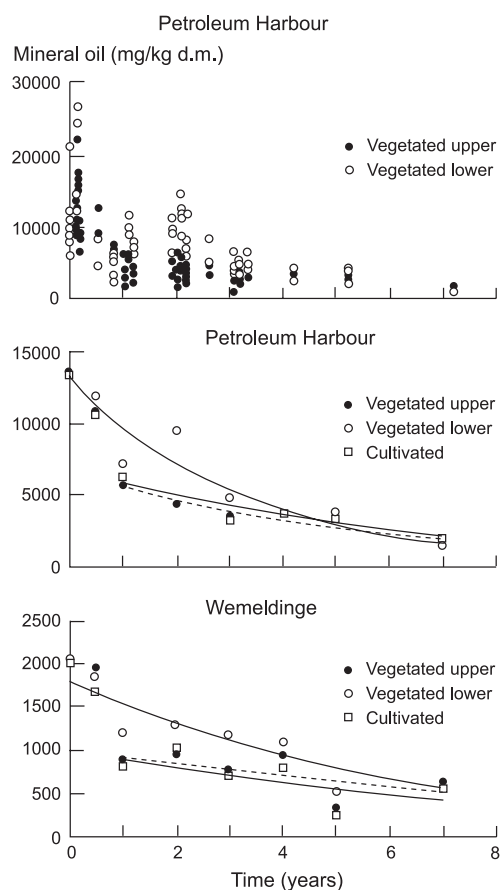 Petroleum Harbour
Mineral oil (mg/kg d.m.)
30000
20000
10000
0
Vegetated upper
Vegetated lower
Petroleum Harbour
15000
10000
5000
0
Vegetated upper
Vegetated lower
Cultivated
Wemeldinge
2500
2000
1500
1000
500
0
Vegetated upper
Vegetated lower
Cultivated
0 2 4 6 8
Time (years)